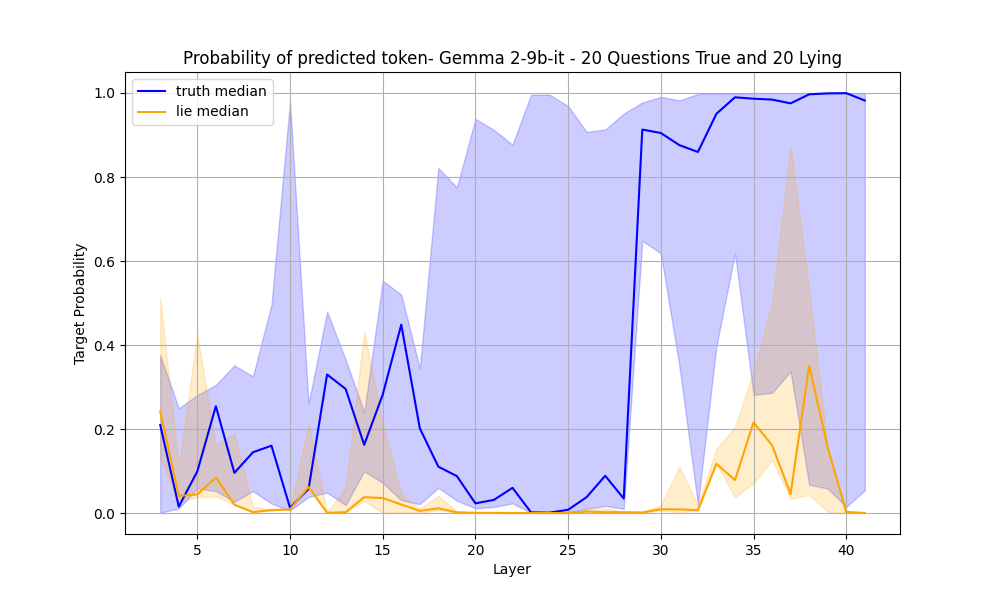 Probability of predicted token- Gemma 2-9b-it - 20 Questions True and 20 Lying
truth median
lie median
1.0
0.8
0.6
0.4
0.2
0.0
Target Probability
5 10 15 20 25 30 35 40
Layer